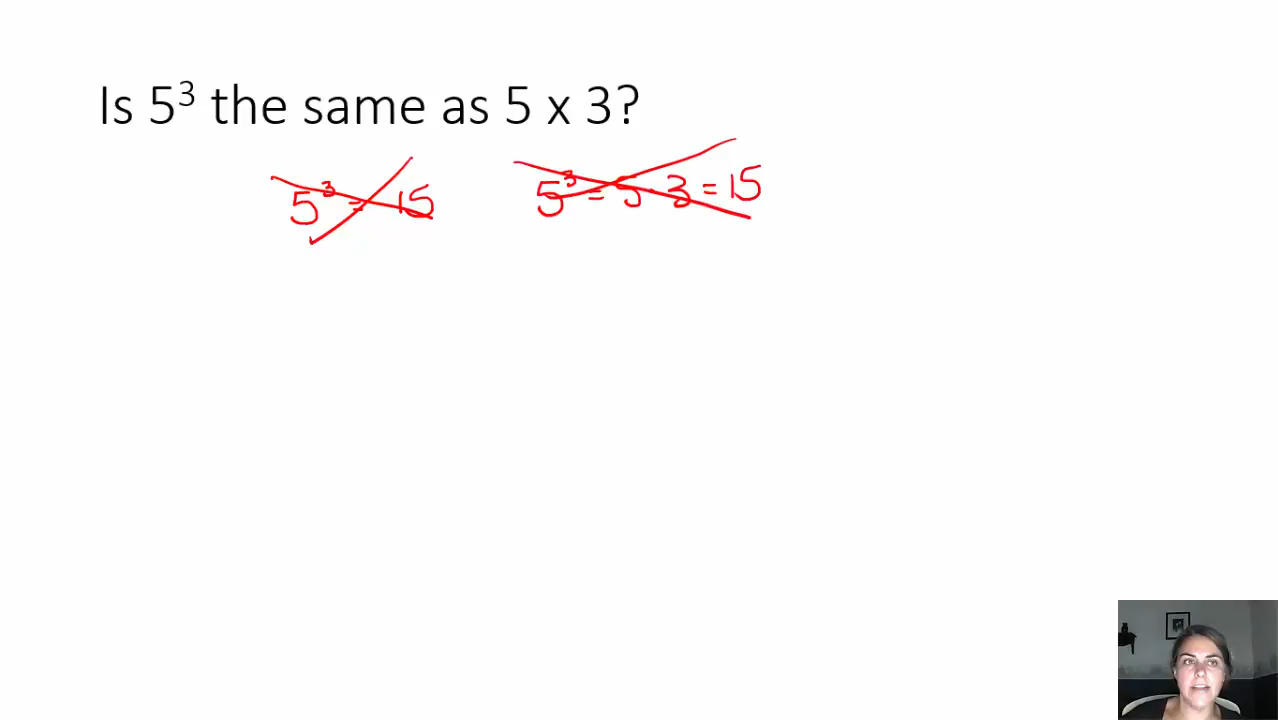 Is 5³ the same as 5 x 3?
5³ = 15 5³ = 5 · 3 = 15